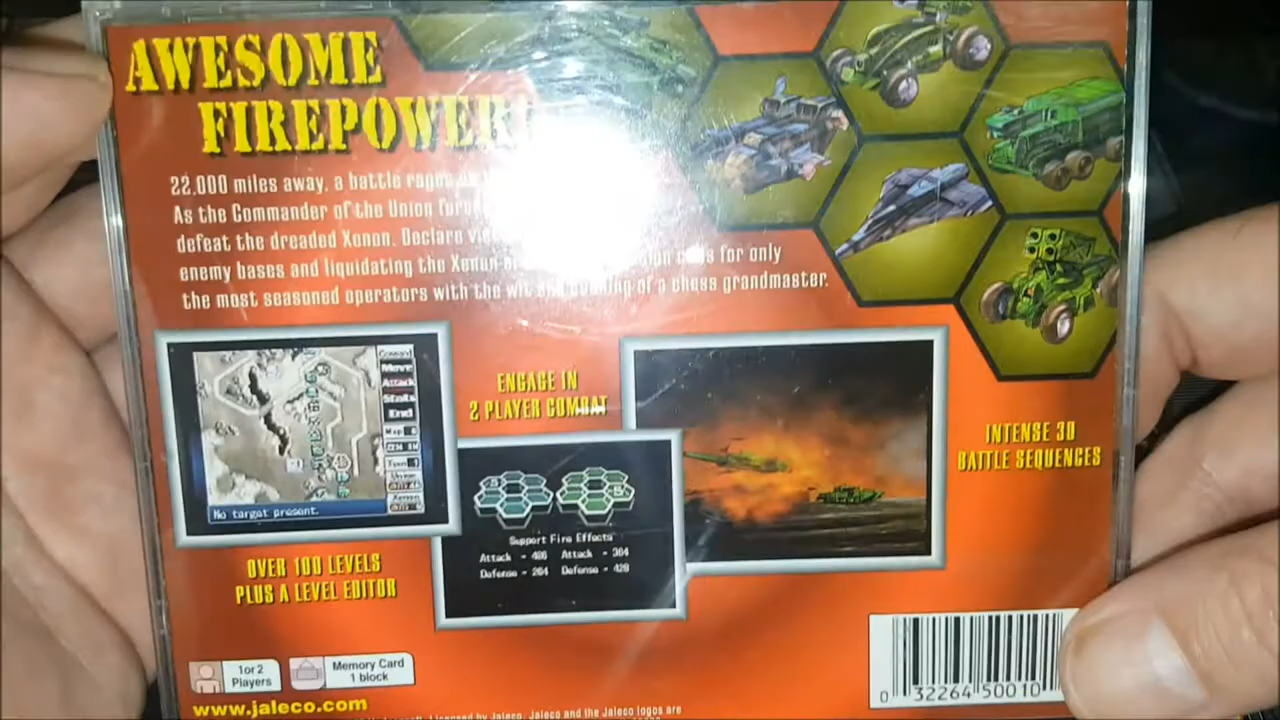 AWESOME
FIREPOWER!
22,000 miles away, a battle rages
As the Commander of the Union
defeat the dreaded Xenon. Declare
enemy bases and liquidating the Xenon for only
the most seasoned operators with the wit and cunning of a chess grandmaster.
Command
Move
Attack
Stats
End
Map
Turn
Union
Xenon
No target present.
ENGAGE IN
2 PLAYER COMBAT
INTENSE 3D
BATTLE SEQUENCES
5 5
Support Fire Effects
Attack - 486 Attack - 364
Defense - 264 Defense - 428
OVER 100 LEVELS
PLUS A LEVEL EDITOR
1 or 2
Players
Memory Card
1 block
www.jaleco.com
Licensed by Jaleco. Jaleco and the Jaleco logos are
0 32264 50010